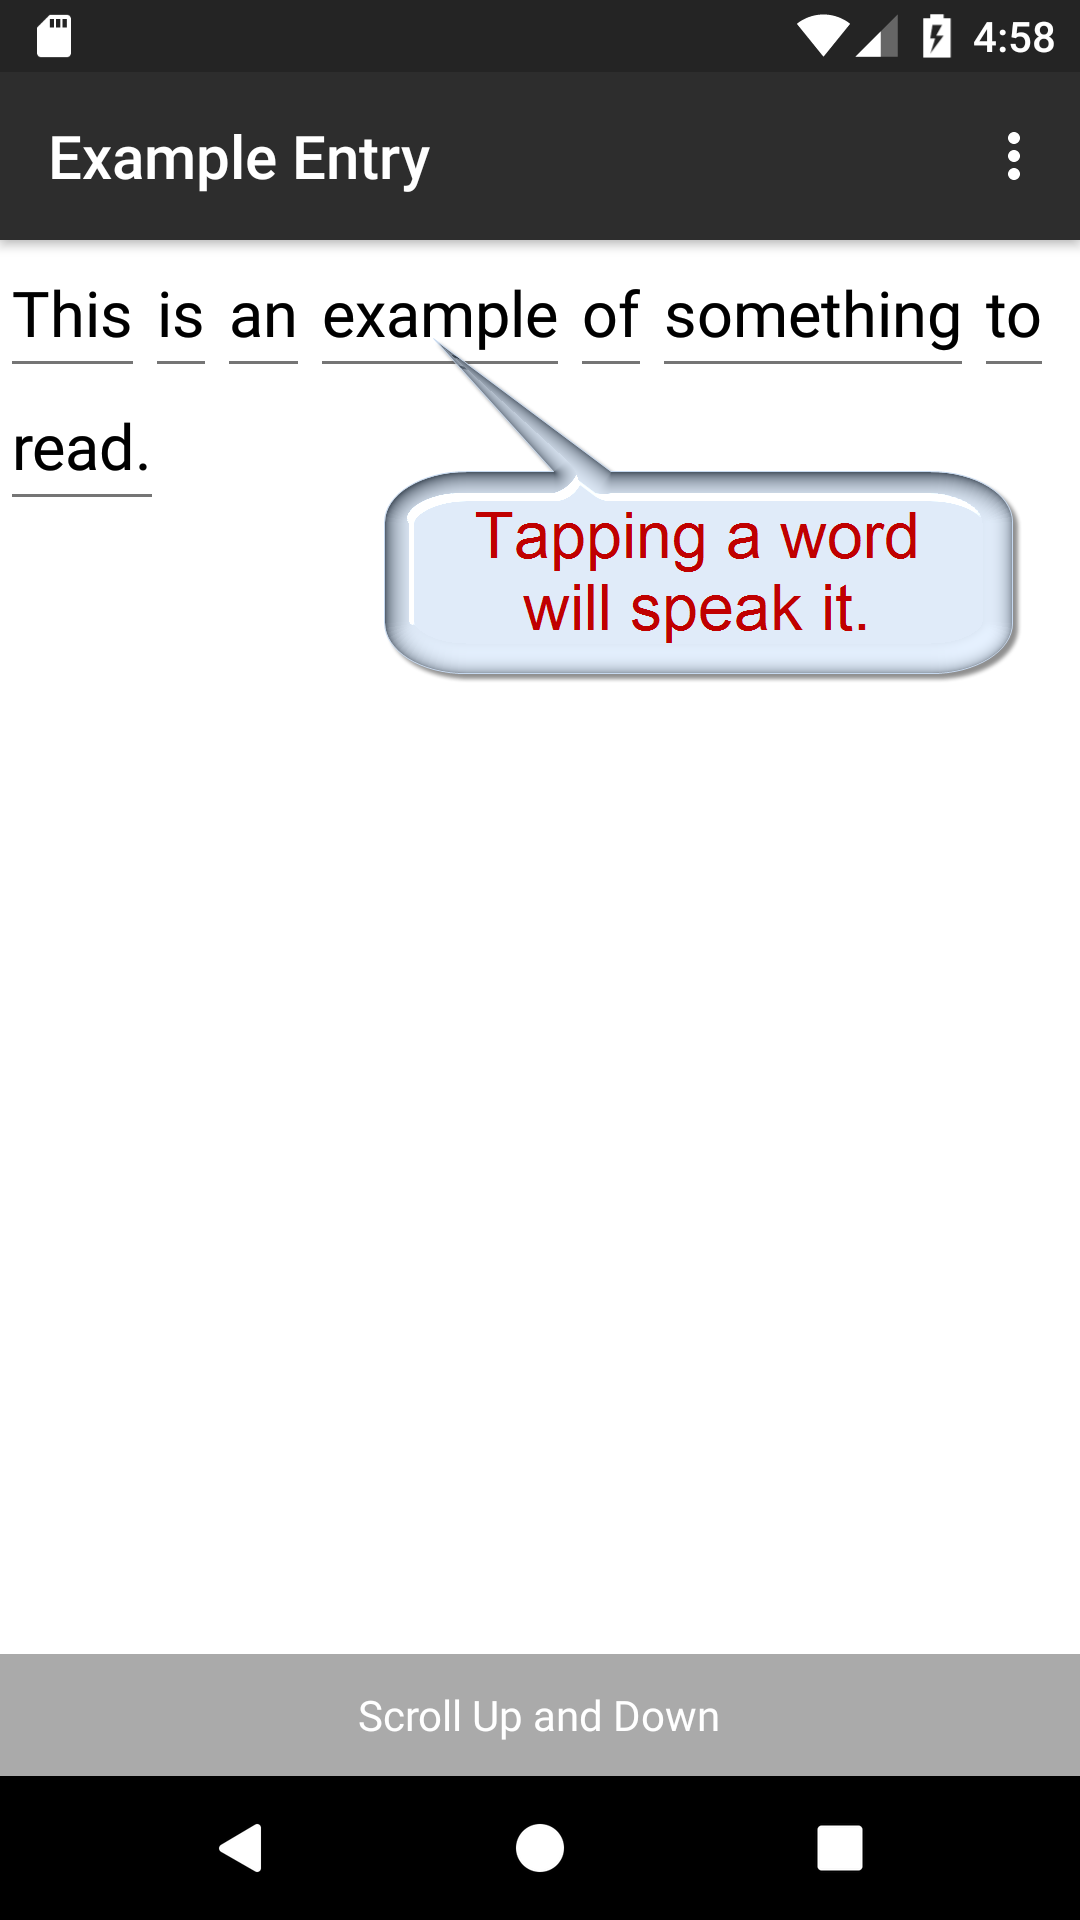 4:58
Example Entry
This is an example of something to
read.
Tapping a word
will speak it.
Scroll Up and Down